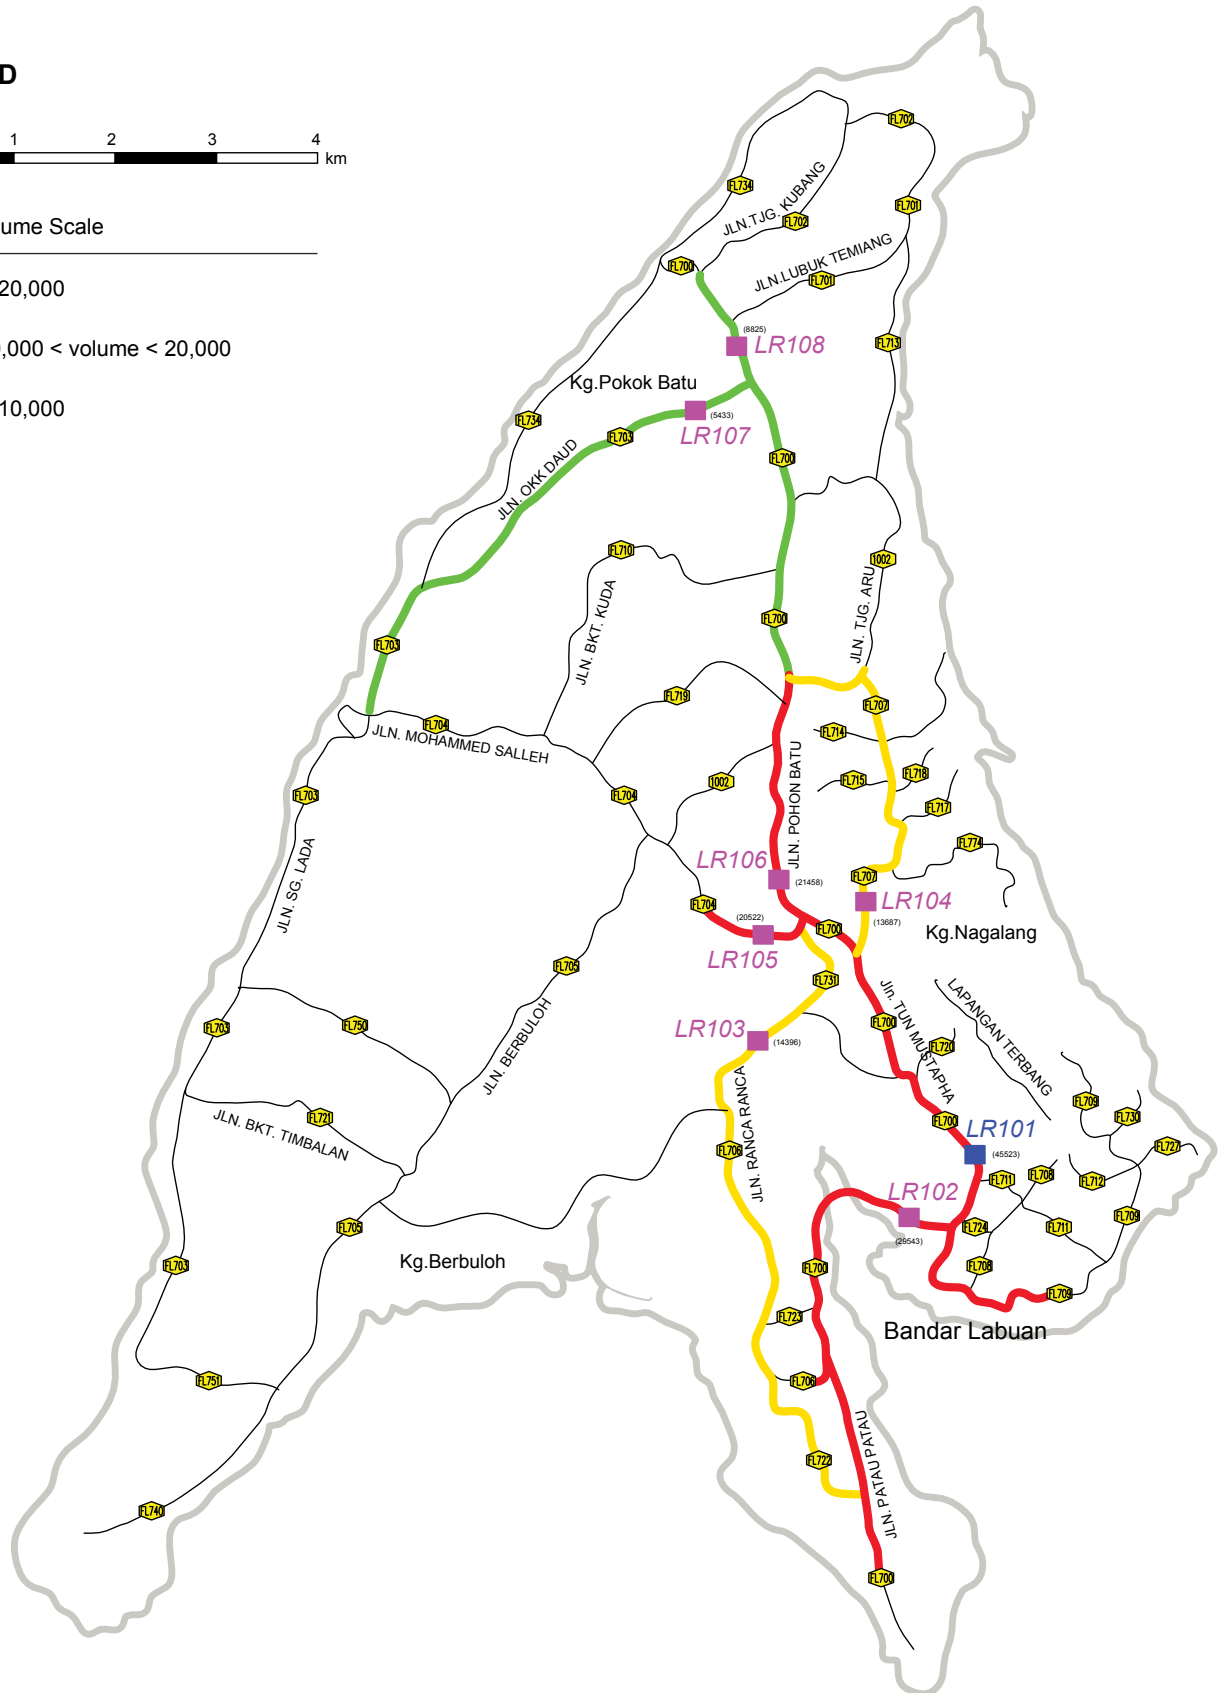 D
1 2 3 4
km
ume Scale
20,000
0,000 < volume < 20,000
10,000
FL702
FL734
JLN.TJG. KUBANG
FL702
FL701
JLN.LUBUK TEMIANG
FL700
FL701
(8825)
LR108
FL713
Kg.Pokok Batu
(5433)
LR107
FL734
FL703
JLN. OKK DAUD
FL700
FL710
1002
JLN. BKT. KUDA
JLN. TJG. ARU
FL700
FL703
FL719
FL707
FL704
JLN. MOHAMMED SALLEH
FL714
JLN. POHON BATU
FL718
FL715
1002
FL703
FL704
FL717
FL774
JLN. SG. LADA
LR106
(21458)
FL707
LR104
(13687)
FL704
(20522)
LR105
FL700
Kg.Nagalang
FL705
FL731
LAPANGAN TERBANG
Jln. TUN MUSTAPHA
FL703
FL750
FL700
LR103
(14396)
FL720
JLN. BERBULOH
JLN. RANCA RANCA
FL721
JLN. BKT. TIMBALAN
FL709
FL730
FL700
LR101
(45523)
FL706
FL727
FL711
FL708
FL712
LR102
(29543)
FL705
FL724
FL711
FL709
FL703
Kg.Berbuloh
FL700
FL708
FL709
FL723
Bandar Labuan
FL751
FL706
JLN. PATAU PATAU
FL722
FL740
FL700